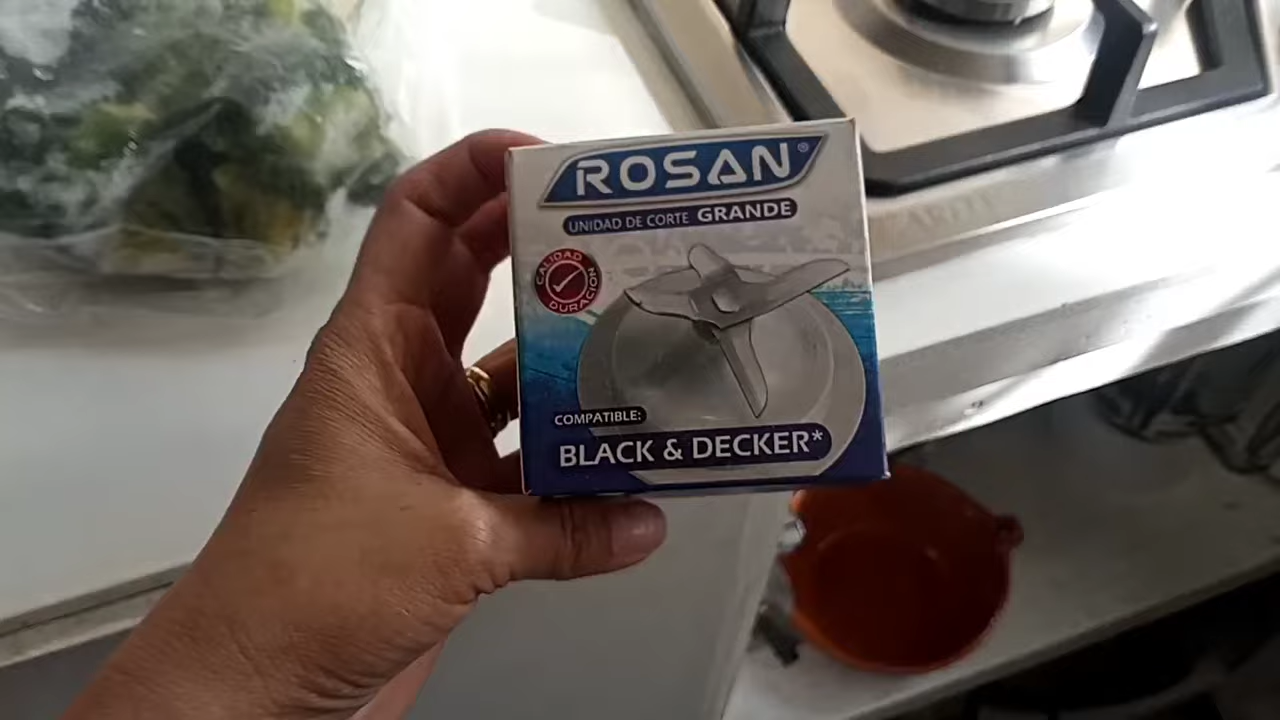 ROSAN®
UNIDAD DE CORTE GRANDE
CALIDAD
DURACIÓN
COMPATIBLE:
BLACK & DECKER*